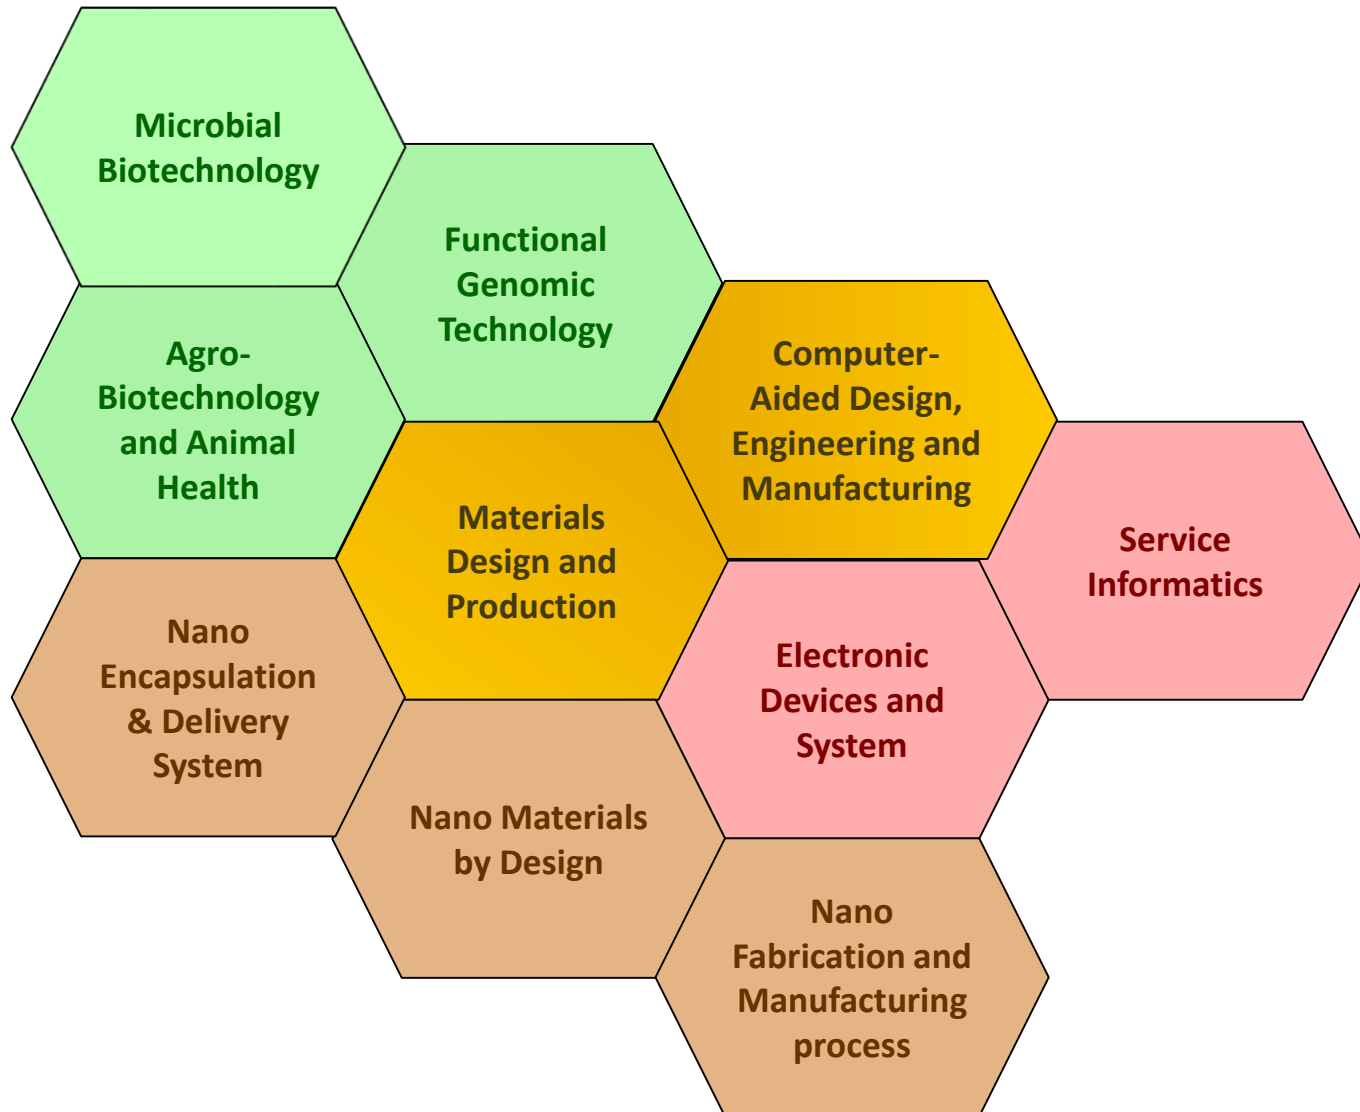 Microbial
Biotechnology
Functional
Genomic
Technology
Agro-
Biotechnology
and Animal
Health
Computer-
Aided Design,
Engineering and
Manufacturing
Materials
Design and
Production
Service
Informatics
Nano
Encapsulation
& Delivery
System
Electronic
Devices and
System
Nano Materials
by Design
Nano
Fabrication and
Manufacturing
process